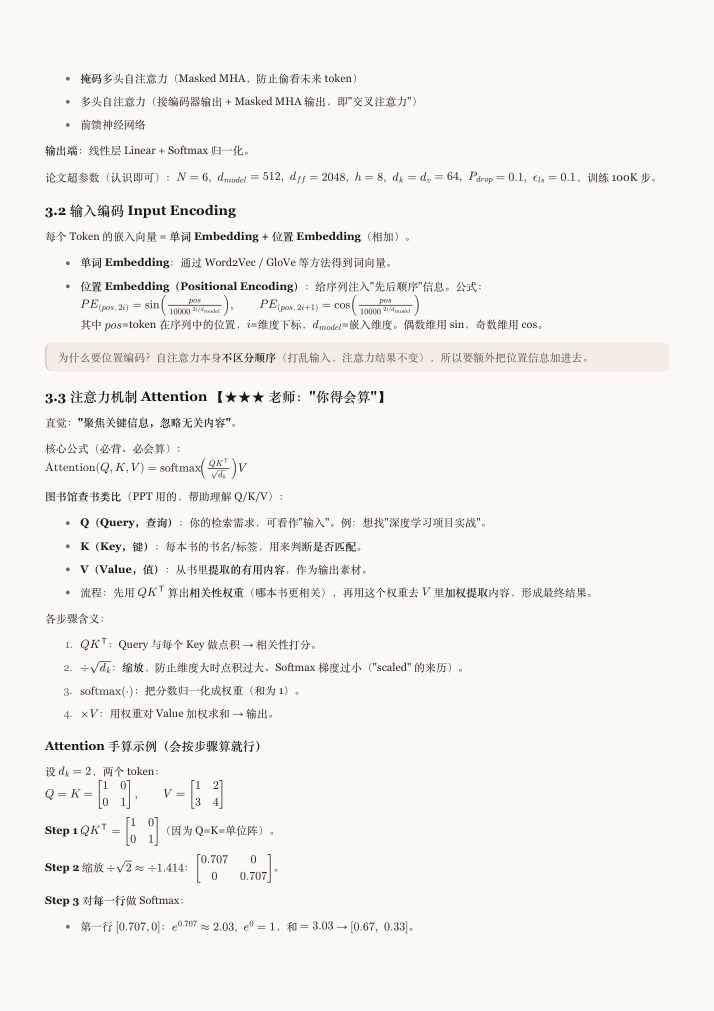 • 掩码多头自注意力（Masked MHA，防止偷看未来 token）
• 多头自注意力（接编码器输出 + Masked MHA 输出，即"交叉注意力"）
• 前馈神经网络
输出端：线性层 Linear + Softmax 归一化。
论文超参数（认识即可）：N = 6, d_model = 512, d_ff = 2048, h = 8, d_k = d_v = 64, P_drop = 0.1, ϵ_ls = 0.1，训练 100K 步。
3.2 输入编码 Input Encoding
每个 Token 的嵌入向量 = 单词 Embedding + 位置 Embedding（相加）。
• 单词 Embedding：通过 Word2Vec / GloVe 等方法得到词向量。
• 位置 Embedding（Positional Encoding）：给序列注入"先后顺序"信息。公式：
PE_(pos, 2i) = sin(pos / 10000^(2i/d_model)),  PE_(pos, 2i+1) = cos(pos / 10000^(2i/d_model))
其中 pos=token 在序列中的位置，i=维度下标，d_model=嵌入维度。偶数维用 sin，奇数维用 cos。
为什么要位置编码？自注意力本身不区分顺序（打乱输入，注意力结果不变），所以要额外把位置信息加进去。
3.3 注意力机制 Attention 【★★★ 老师："你得会算"】
直觉："聚焦关键信息，忽略无关内容"。
核心公式（必背、必会算）：
Attention(Q, K, V) = softmax(QK⊤ / √d_k)V
图书馆查书类比（PPT 用的，帮助理解 Q/K/V）：
• Q（Query，查询）：你的检索需求，可看作"输入"。例：想找"深度学习项目实战"。
• K（Key，键）：每本书的书名/标签，用来判断是否匹配。
• V（Value，值）：从书里提取的有用内容，作为输出素材。
• 流程：先用 QK⊤ 算出相关性权重（哪本书更相关），再用这个权重去 V 里加权提取内容，形成最终结果。
各步骤含义：
1. QK⊤：Query 与每个 Key 做点积 → 相关性打分。
2. ÷√d_k：缩放，防止维度大时点积过大、Softmax 梯度过小（"scaled" 的来历）。
3. softmax(·)：把分数归一化成权重（和为 1）。
4. ×V：用权重对 Value 加权求和 → 输出。
Attention 手算示例（会按步骤算就行）
设 d_k = 2，两个 token：
Q = K = [1 0; 0 1],  V = [1 2; 3 4]
Step 1 QK⊤ = [1 0; 0 1]（因为 Q=K=单位阵）。
Step 2 缩放 ÷√2 ≈ ÷1.414：[0.707 0; 0 0.707]。
Step 3 对每一行做 Softmax：
• 第一行 [0.707, 0]：e^0.707 ≈ 2.03, e^0 = 1，和 = 3.03 → [0.67, 0.33]。